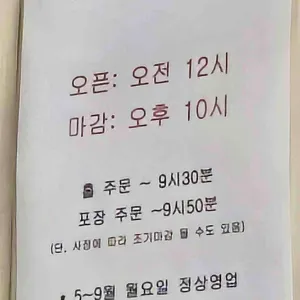 오픈: 오전 12시
마감: 오후 10시
홀 주문 ~ 9시30분
포장 주문 ~9시50분
(단, 사정에 따라 조기마감 될 수도 있음)
5~9월 월요일 정상영업